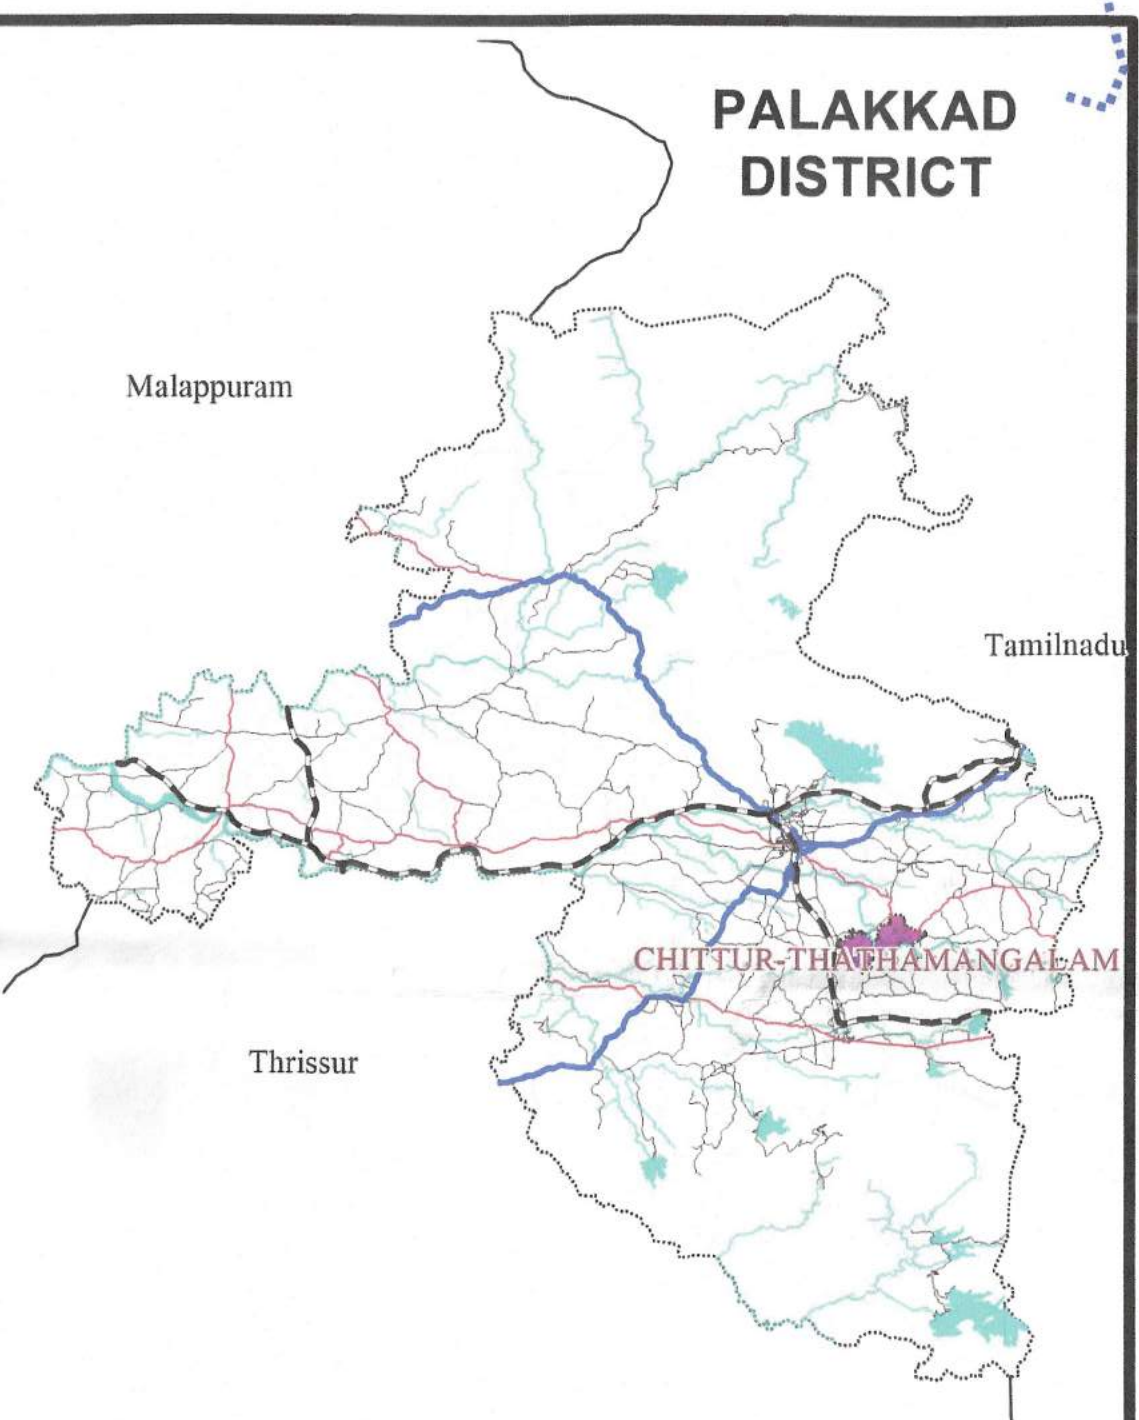 PALAKKAD
DISTRICT
Malappuram
Tamilnadu
CHITTUR-THATHAMANGALAM
Thrissur